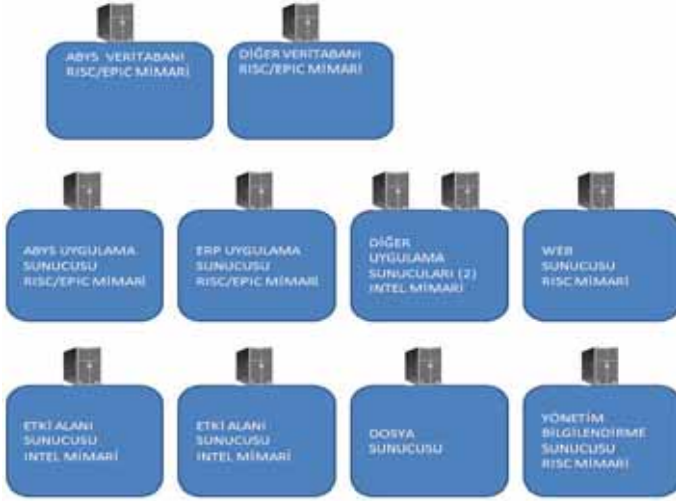 ABYS VERİTABANI
RISC/EPIC MİMARİ
DİĞER VERİTABANI
RISC/EPIC MİMARİ
ABYS UYGULAMA
SUNUCUSU
RISC/EPIC MİMARİ
ERP UYGULAMA
SUNUCUSU
RISC/EPIC MİMARİ
DİĞER
UYGULAMA
SUNUCULARI (2)
INTEL MİMARİ
WEB
SUNUCUSU
RISC MİMARİ
ETKİ ALANI
SUNUCUSU
INTEL MİMARİ
ETKİ ALANI
SUNUCUSU
INTEL MİMARİ
DOSYA
SUNUCUSU
YÖNETİM
BİLGİLENDİRME
SUNUCUSU
RISC MİMARİ